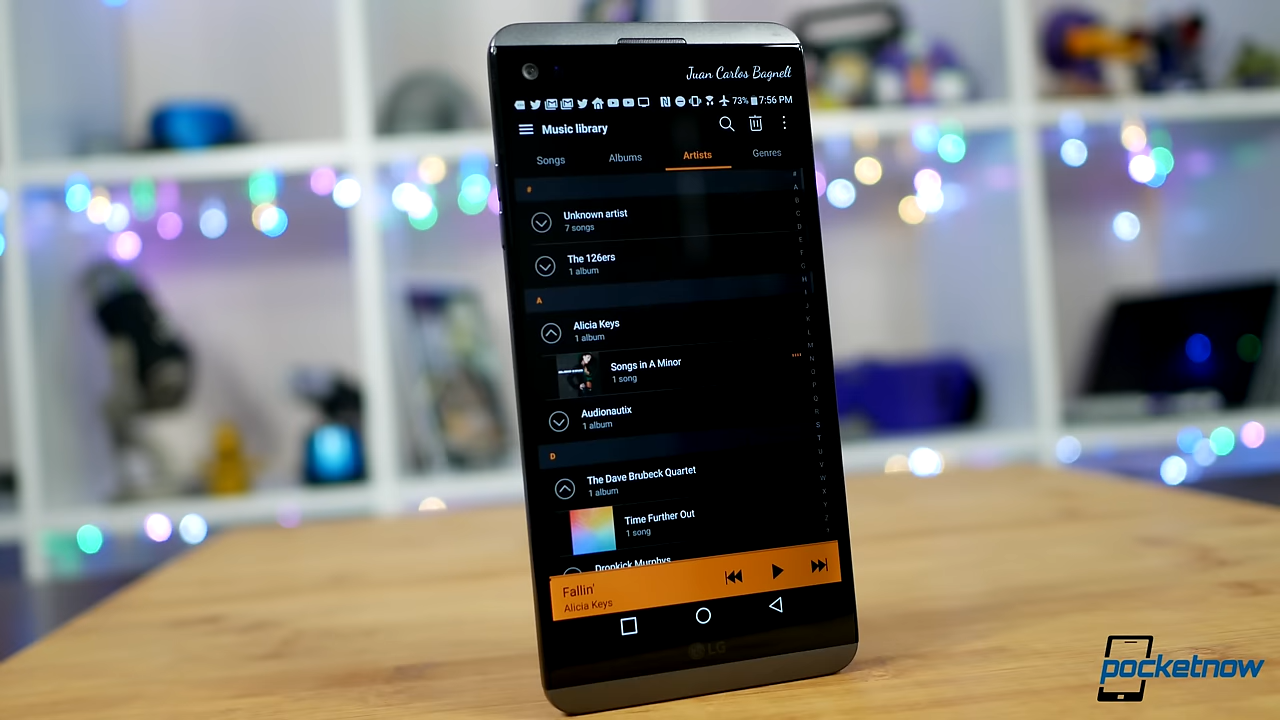 Juan Carlos Bagnell
73% 7:56 PM
Music library
Songs Albums Artists Genres
#
Unknown artist
7 songs
The 126ers
1 album
A
Alicia Keys
1 album
Songs in A Minor
1 song
Audionautix
1 album
D
The Dave Brubeck Quartet
1 album
Time Further Out
1 song
Dropkick Murphys
Fallin'
Alicia Keys
LG
pocketnow